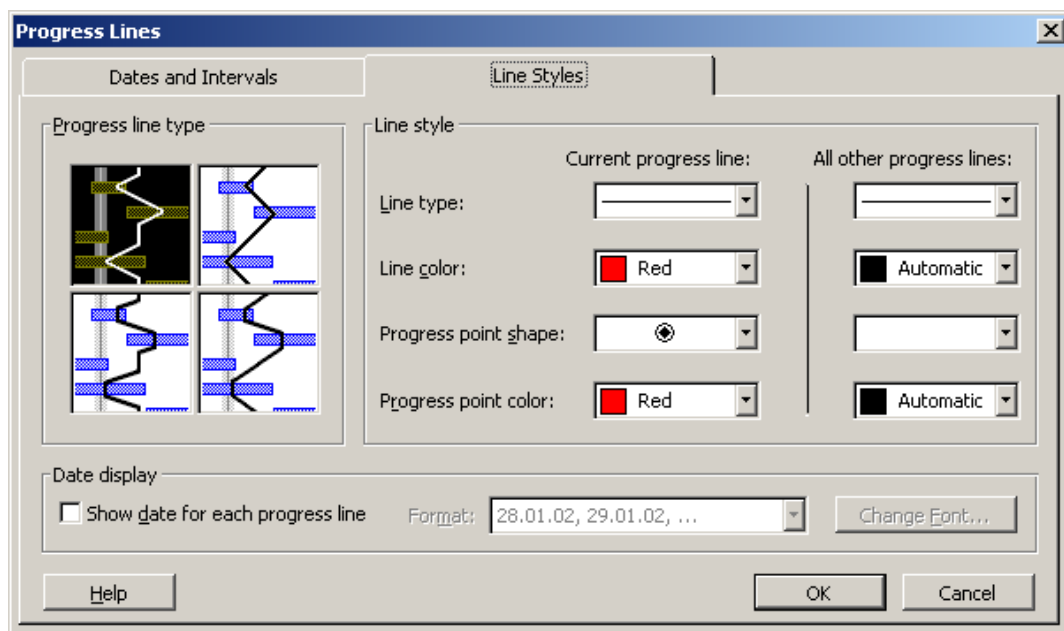 Progress Lines
Dates and Intervals
Line Styles
Progress line type
Line style
Current progress line:
All other progress lines:
Line type:
Line color:
Red
Automatic
Progress point shape:
Progress point color:
Red
Automatic
Date display
Show date for each progress line
Format:
28.01.02, 29.01.02, ...
Change Font...
Help
OK
Cancel